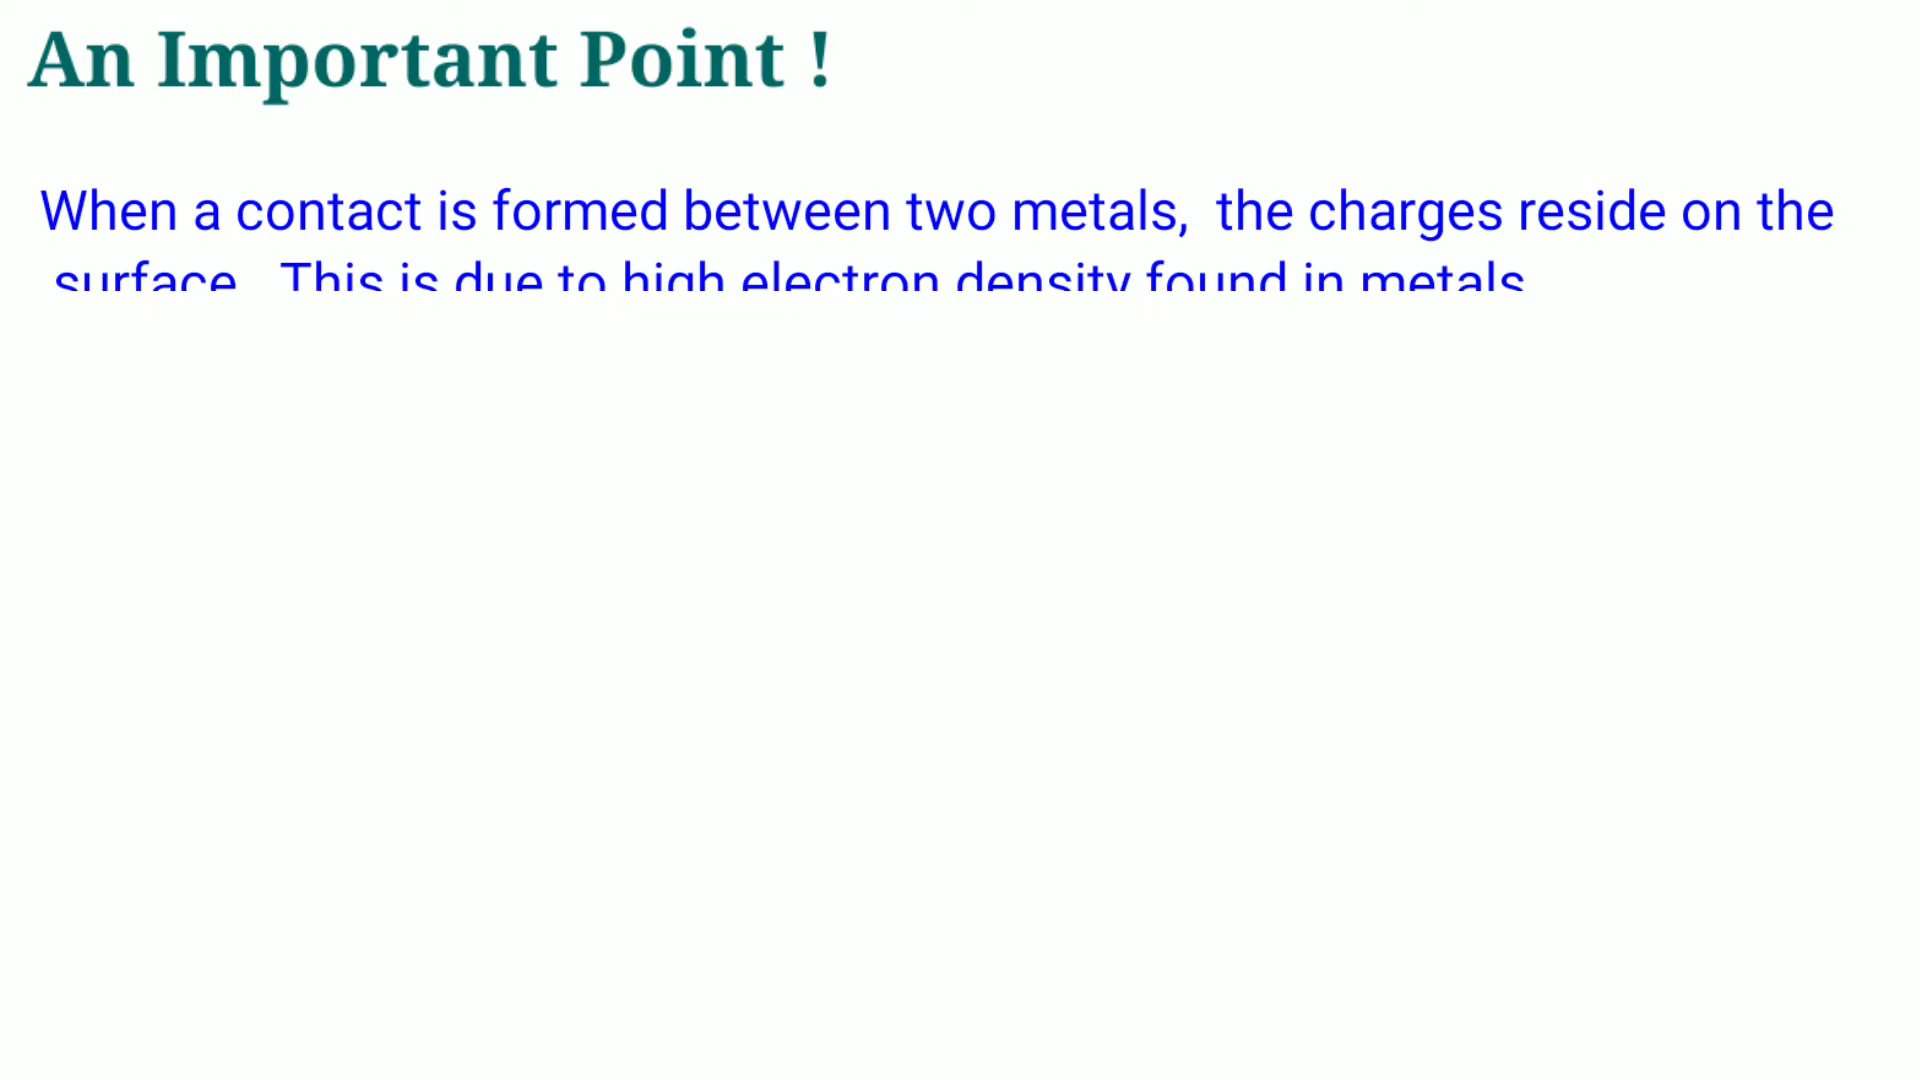 An Important Point !
When a contact is formed between two metals,  the charges reside on the
surface.  This is due to high electron density found in metals